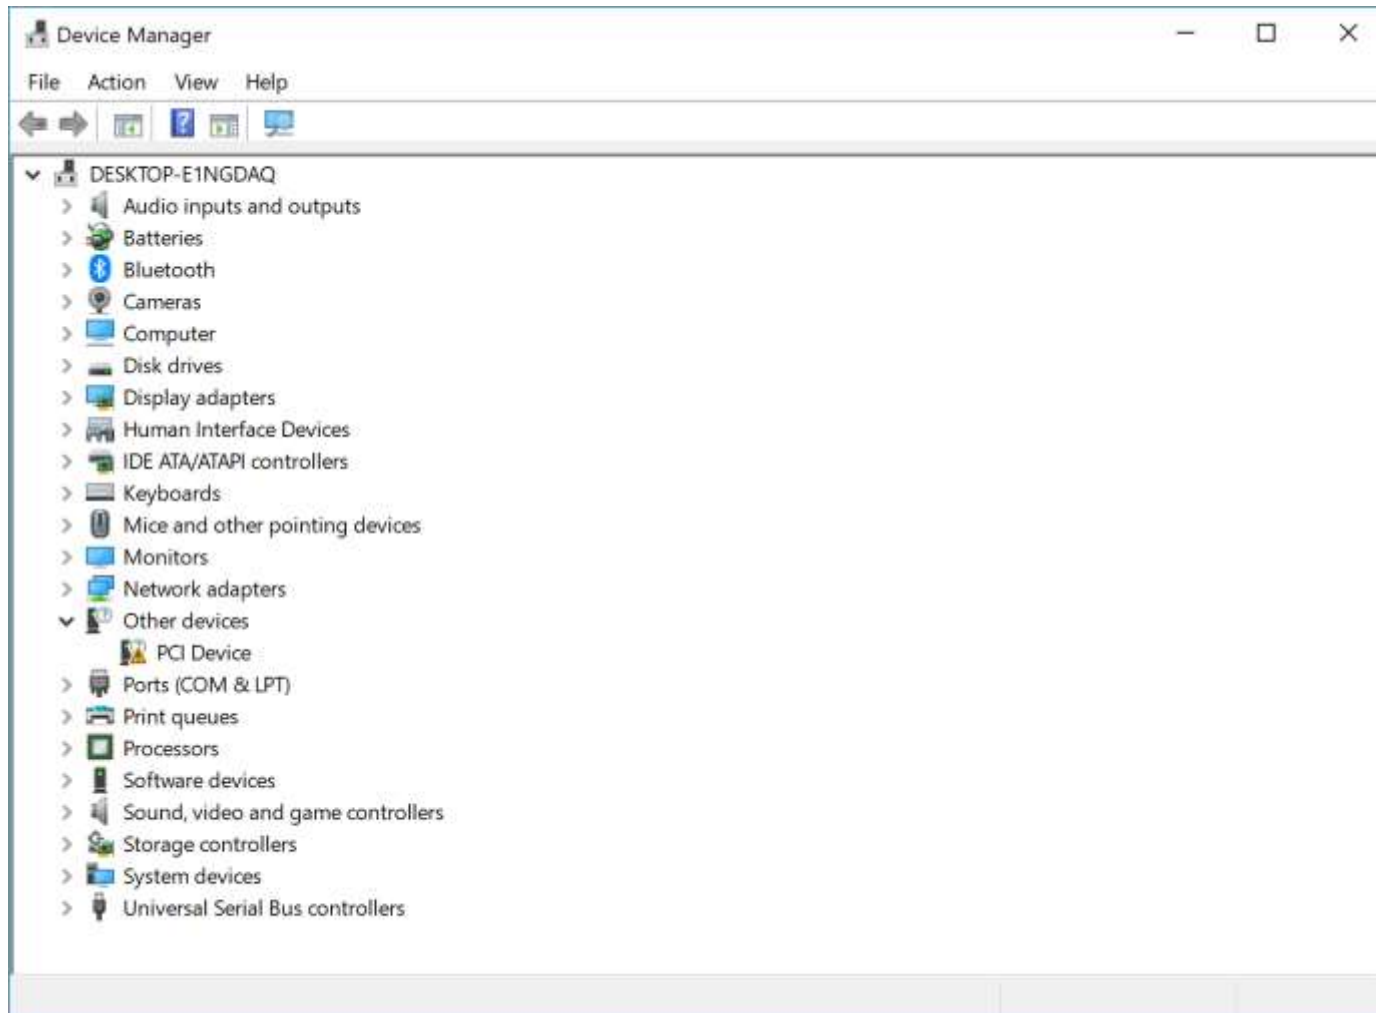 Device Manager
File Action View Help
DESKTOP-E1NGDAQ
Audio inputs and outputs
Batteries
Bluetooth
Cameras
Computer
Disk drives
Display adapters
Human Interface Devices
IDE ATA/ATAPI controllers
Keyboards
Mice and other pointing devices
Monitors
Network adapters
Other devices
PCI Device
Ports (COM & LPT)
Print queues
Processors
Software devices
Sound, video and game controllers
Storage controllers
System devices
Universal Serial Bus controllers